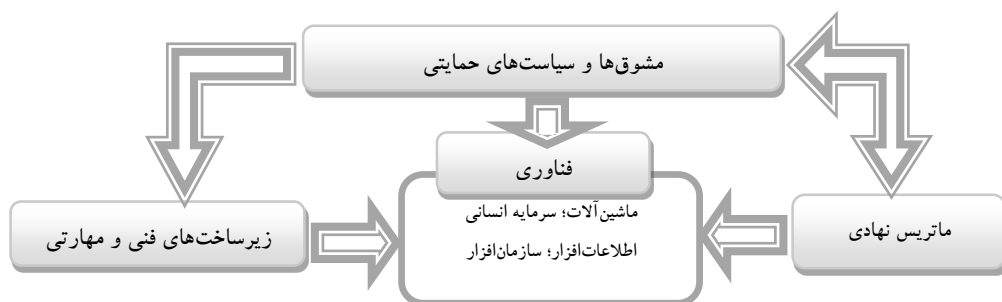 مشوق‌ها و سیاست‌های حمایتی
فناوری
ماشین‌آلات؛ سرمایه انسانی
اطلاعات‌افزار؛ سازمان‌افزار
ماتریس نهادی
زیرساخت‌های فنی و مهارتی